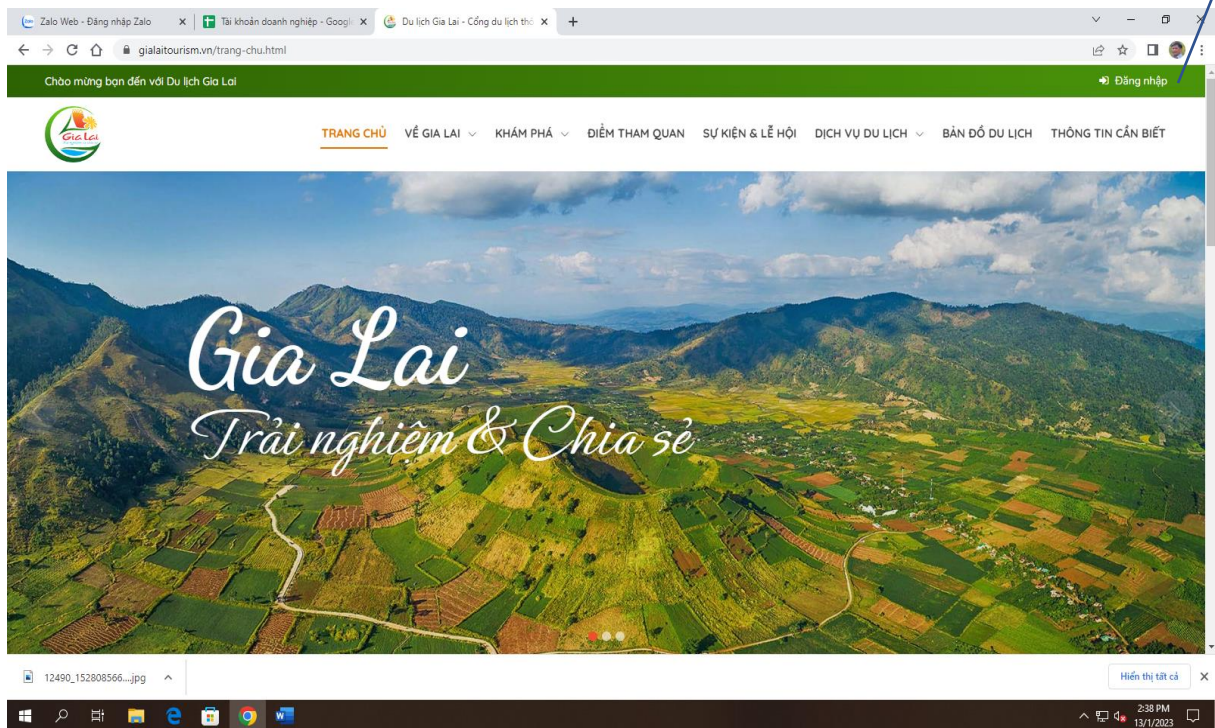 Zalo Web - Đăng nhập Zalo
Tài khoản doanh nghiệp - Googl
Du lịch Gia Lai - Cổng du lịch thô
gialaitourism.vn/trang-chu.html
Chào mừng bạn đến với Du lịch Gia Lai
Đăng nhập
Gia Lai
TRANG CHỦ VỀ GIA LAI KHÁM PHÁ ĐIỂM THAM QUAN SỰ KIỆN & LỄ HỘI DỊCH VỤ DU LỊCH BẢN ĐỒ DU LỊCH THÔNG TIN CẦN BIẾT
Gia Lai
Trải nghiệm & Chia sẻ
12490_152808566....jpg
Hiển thị tất cả
2:38 PM
13/1/2023